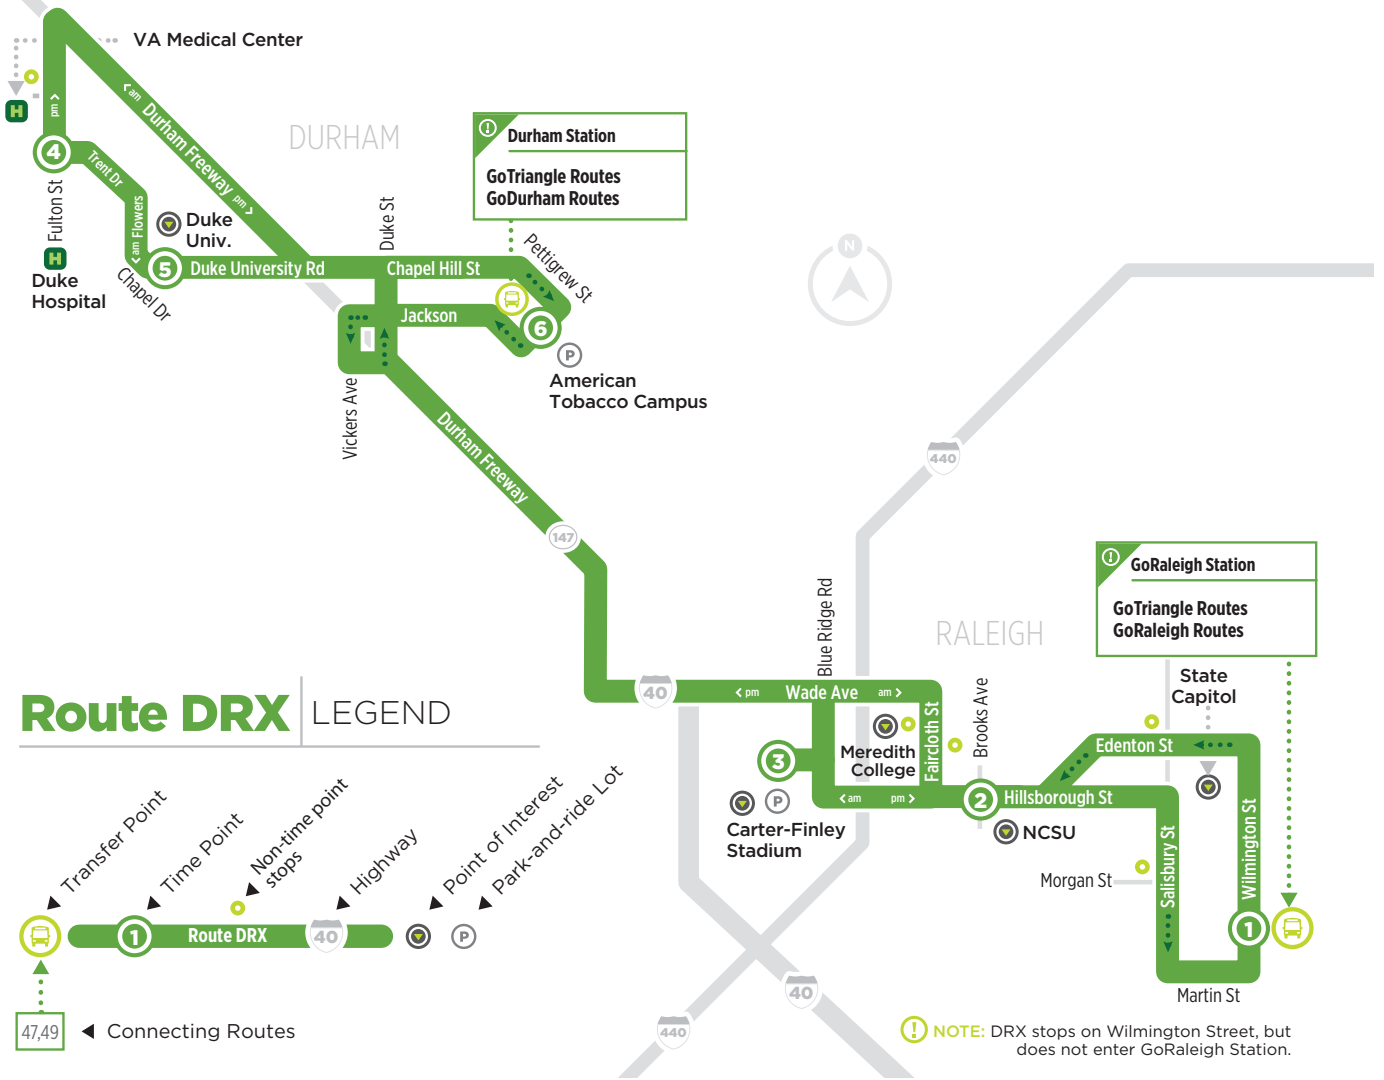 VA Medical Center
H
< am
Durham Freeway
pm >
pm >
DURHAM
!
Durham Station
GoTriangle Routes
GoDurham Routes
4
Trent Dr
Fulton St
< am
Flowers
Chapel Dr
H
Duke
Hospital
Duke
Univ.
5
Duke University Rd
Duke St
Chapel Hill St
Pettigrew St
Jackson
6
P
American
Tobacco Campus
Vickers Ave
Durham Freeway
147
N
440
Blue Ridge Rd
RALEIGH
!
GoRaleigh Station
GoTriangle Routes
GoRaleigh Routes
State
Capitol
40
< pm
Wade Ave
am >
Meredith
College
Faircloth St
Brooks Ave
3
P
Carter-Finley
Stadium
< am
pm >
2
Hillsborough St
NCSU
Edenton St
Morgan St
Salisbury St
Wilmington St
1
Martin St
40
440
Route DRX
LEGEND
Transfer Point
Time Point
Non-time point
stops
Highway
Point of Interest
Park-and-ride Lot
1
Route DRX
40
P
47,49
Connecting Routes
!
NOTE: DRX stops on Wilmington Street, but
does not enter GoRaleigh Station.